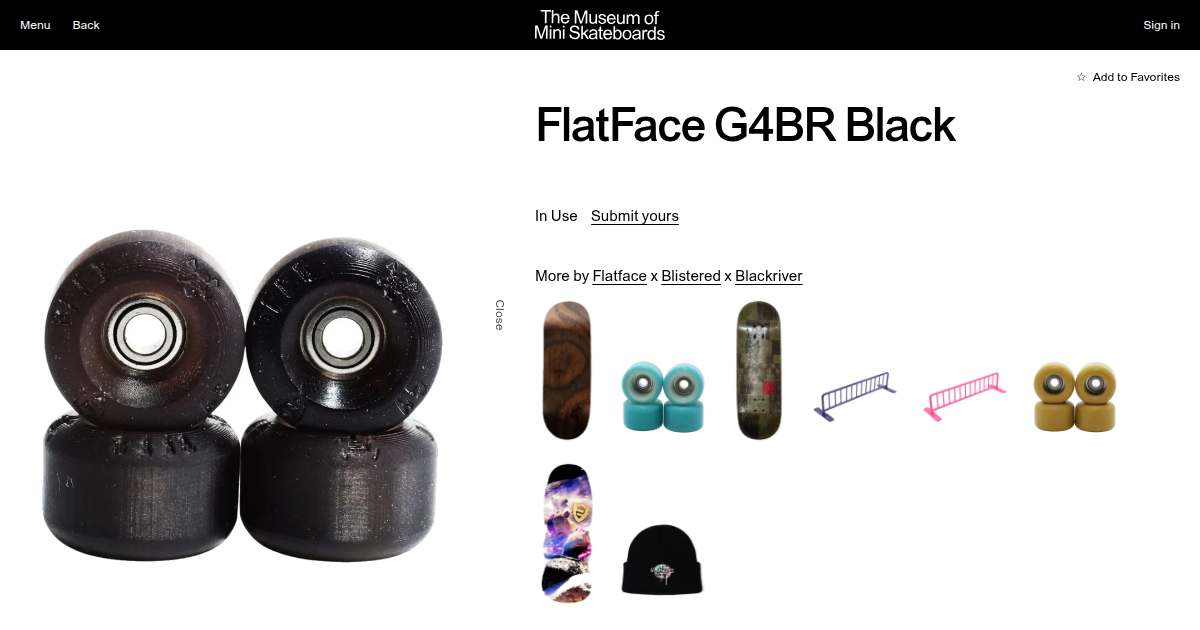 Menu Back
The Museum of
Mini Skateboards
Sign in
☆ Add to Favorites
FlatFace G4BR Black
In Use Submit yours
More by Flatface x Blistered x Blackriver
Close